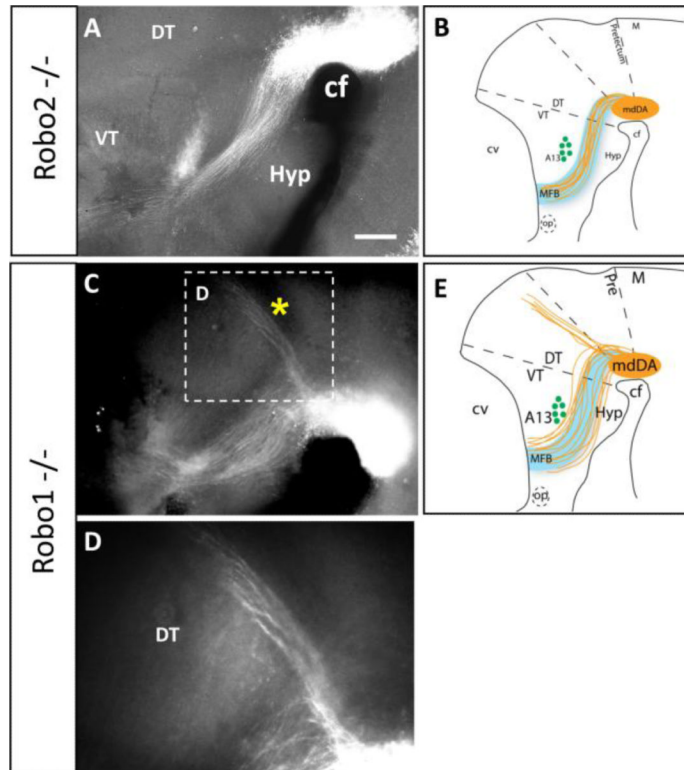 Robo2 -/-
A
DT
VT
cf
Hyp
B
M
Pretectum
DT
VT
mdDA
cf
cv
A13
Hyp
MFB
op
Robo1 -/-
C
D
*
E
Pre
M
DT
VT
mdDA
cf
cv
A13
Hyp
MFB
op
D
DT